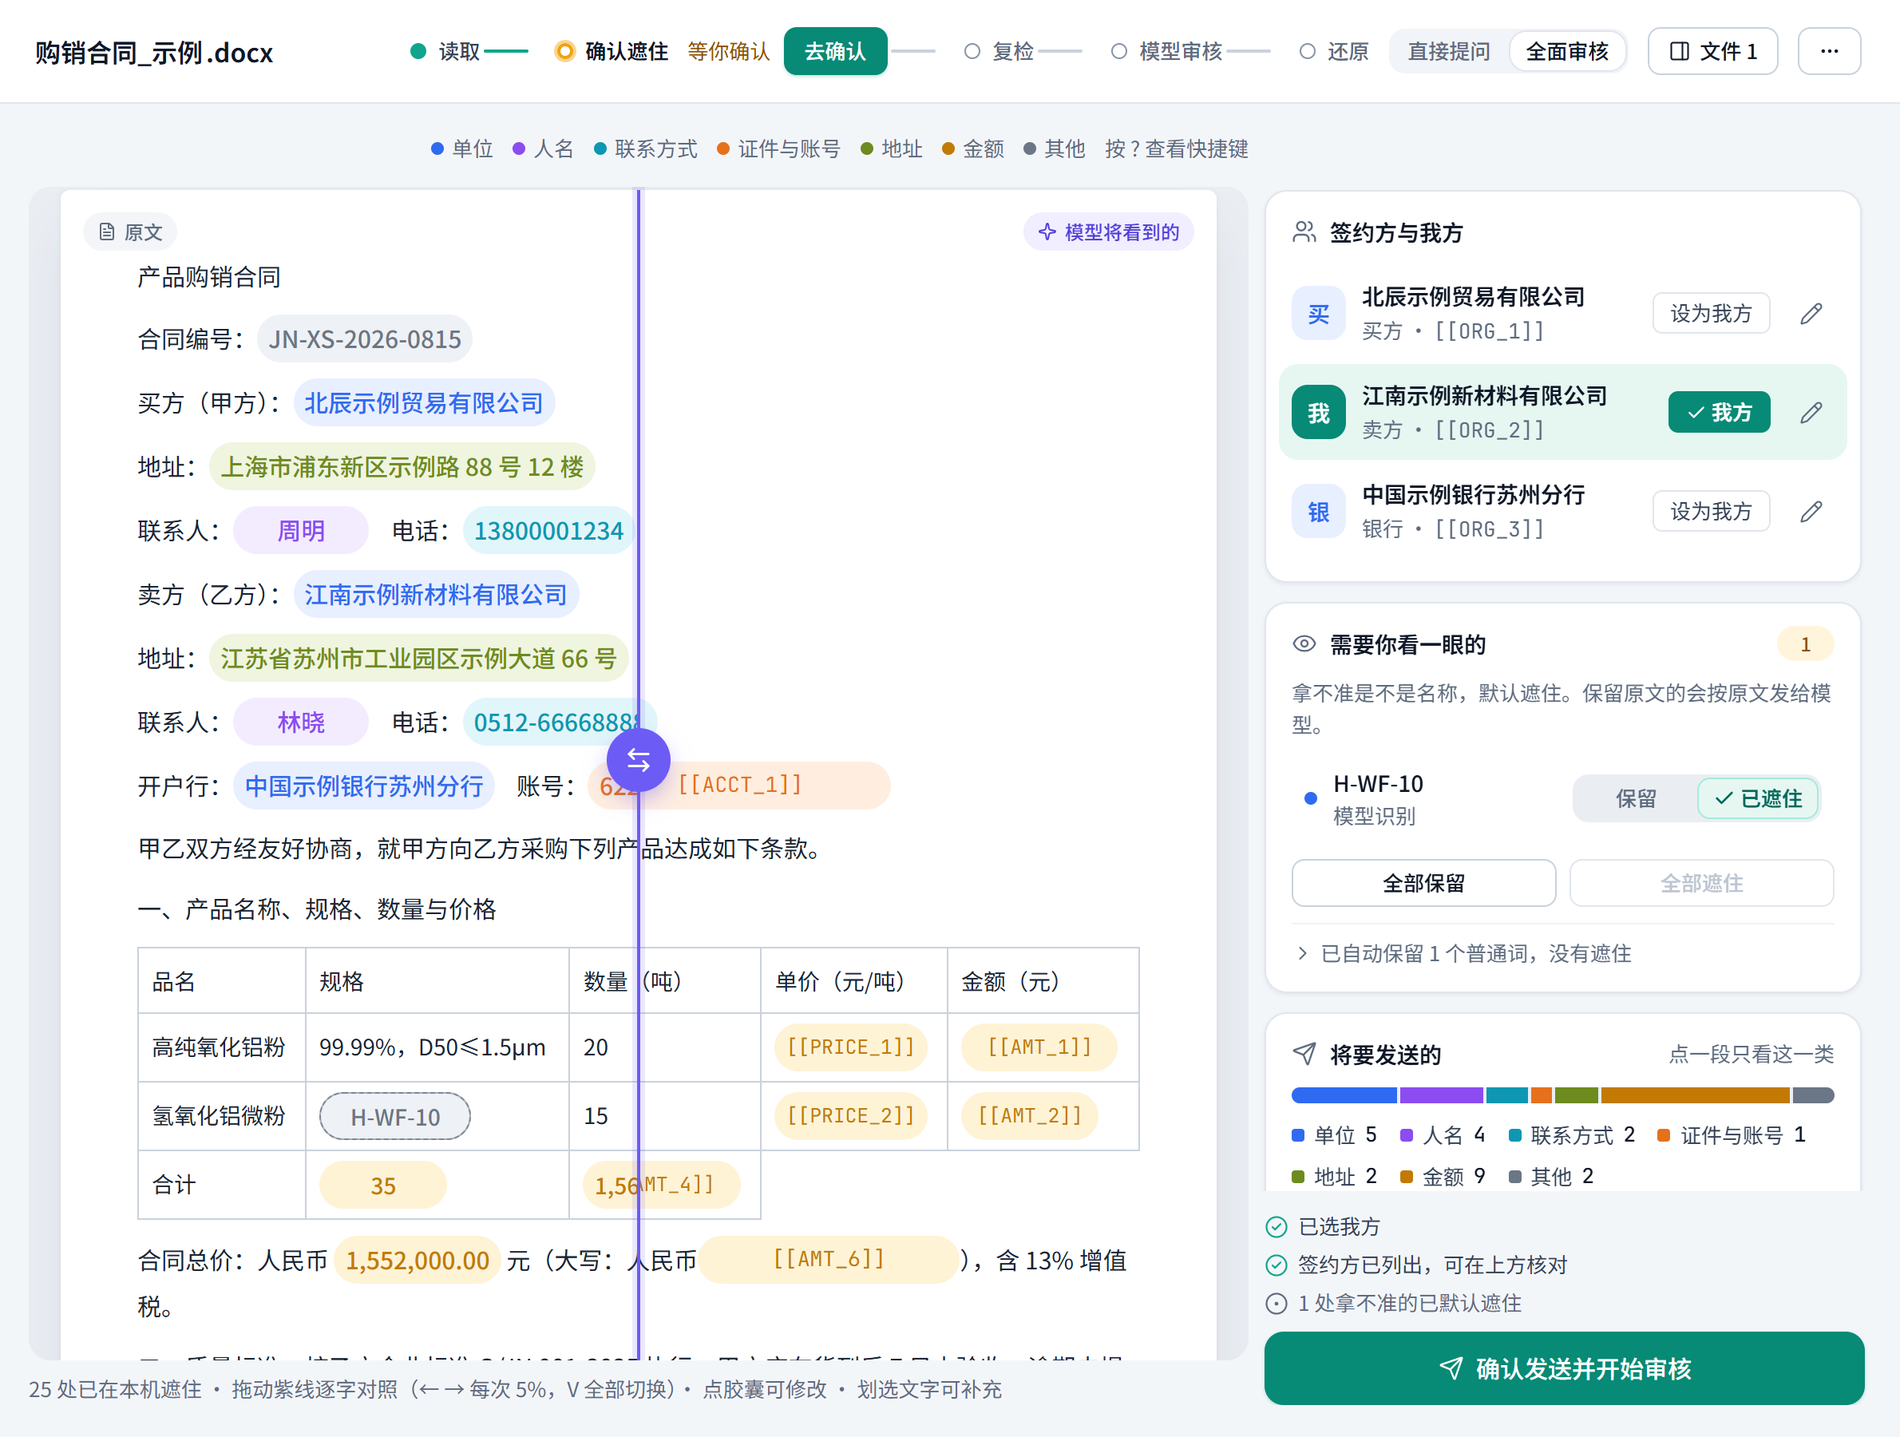 购销合同_示例.docx
读取 确认遮住 等你确认 去确认 复检 模型审核 还原 直接提问 全面审核 文件 1 ···
单位 人名 联系方式 证件与账号 地址 金额 其他 按 ? 查看快捷键
原文 模型将看到的
产品购销合同
合同编号： JN-XS-2026-0815
买方（甲方）： 北辰示例贸易有限公司
地址： 上海市浦东新区示例路 88 号 12 楼
联系人： 周明 电话： 13800001234
卖方（乙方）： 江南示例新材料有限公司
地址： 江苏省苏州市工业园区示例大道 66 号
联系人： 林晓 电话： 0512-66668888
开户行： 中国示例银行苏州分行 账号： 622 [[ACCT_1]]
甲乙双方经友好协商，就甲方向乙方采购下列产品达成如下条款。
一、产品名称、规格、数量与价格
品名 规格 数量（吨） 单价（元/吨） 金额（元）
高纯氧化铝粉 99.99%，D50≤1.5μm 20 [[PRICE_1]] [[AMT_1]]
氢氧化铝微粉 H-WF-10 15 [[PRICE_2]] [[AMT_2]]
合计 35 1,56 AMT_4]]
合同总价：人民币 1,552,000.00 元（大写：人民币 [[AMT_6]] ），含 13% 增值
税。
25 处已在本机遮住 • 拖动紫线逐字对照（← → 每次 5%，V 全部切换）• 点胶囊可修改 • 划选文字可补充
签约方与我方
买 北辰示例贸易有限公司 设为我方
买方 • [[ORG_1]]
我 江南示例新材料有限公司 我方
卖方 • [[ORG_2]]
银 中国示例银行苏州分行 设为我方
银行 • [[ORG_3]]
需要你看一眼的 1
拿不准是不是名称，默认遮住。保留原文的会按原文发给模
型。
H-WF-10 保留 已遮住
模型识别
全部保留 全部遮住
已自动保留 1 个普通词，没有遮住
将要发送的 点一段只看这一类
单位 5 人名 4 联系方式 2 证件与账号 1
地址 2 金额 9 其他 2
已选我方
签约方已列出，可在上方核对
1 处拿不准的已默认遮住
确认发送并开始审核